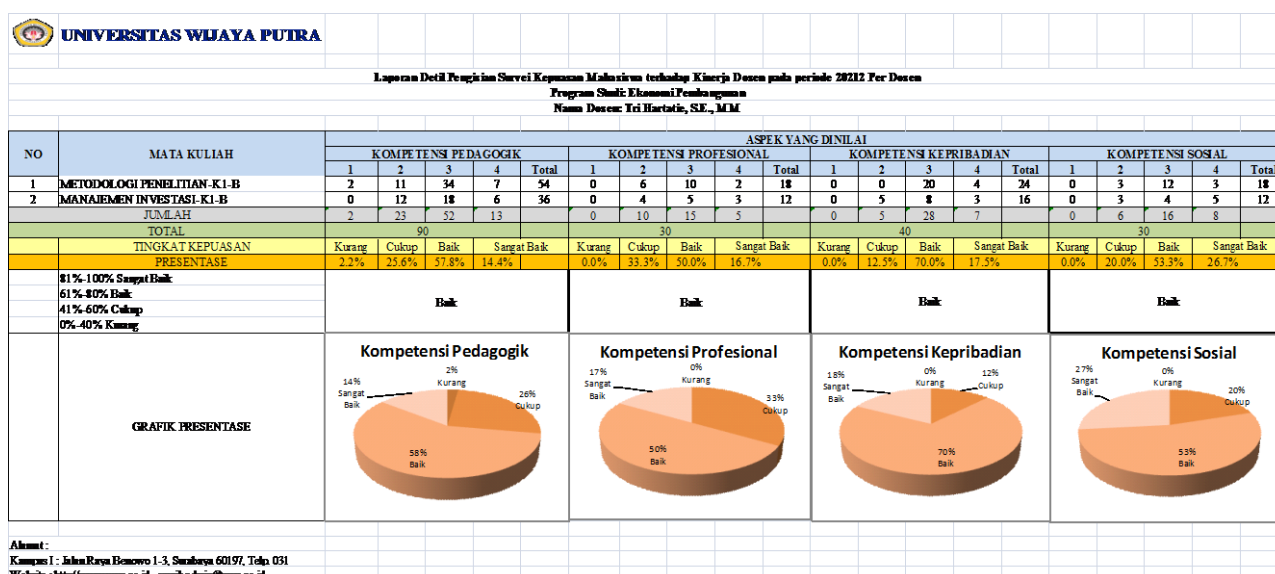 UNIVERSITAS WIJAYA PUTRA
Laporan Detil Pengisian Survei Kepuasan Mahasiswa terhadap Kinerja Dosen pada periode 20212 Per Dosen
Program Studi: Ekonomi Pembangunan
Nama Dosen: Tri Hartatie, S.E., M.M
NO MATA KULIAH ASPEK YANG DINILAI
KOMPETENSI PEDAGOGIK KOMPETENSI PROFESIONAL KOMPETENSI KEPRIBADIAN KOMPETENSI SOSIAL
1 2 3 4 Total 1 2 3 4 Total 1 2 3 4 Total 1 2 3 4 Total
1 METODOLOGI PENELITIAN-K1-B 2 11 34 7 54 0 6 10 2 18 0 0 20 4 24 0 3 12 3 18
2 MANAJEMEN INVESTASI-K1-B 0 12 18 6 36 0 4 5 3 12 0 5 8 3 16 0 3 4 5 12
JUMLAH 2 23 52 13 0 10 15 5 0 5 28 7 0 6 16 8
TOTAL 90 30 40 30
TINGKAT KEPUASAN Kurang Cukup Baik Sangat Baik Kurang Cukup Baik Sangat Baik Kurang Cukup Baik Sangat Baik Kurang Cukup Baik Sangat Baik
PRESENTASE 2.2% 25.6% 57.8% 14.4% 0.0% 33.3% 50.0% 16.7% 0.0% 12.5% 70.0% 17.5% 0.0% 20.0% 53.3% 26.7%
81%-100% Sangat Baik
61%-80% Baik
41%-60% Cukup
0%-40% Kurang
Baik Baik Baik Baik
GRAFIK PRESENTASE
Kompetensi Pedagogik
2%
Kurang
14%
Sangat
Baik
26%
Cukup
58%
Baik
Kompetensi Profesional
0%
Kurang
17%
Sangat
Baik
33%
Cukup
50%
Baik
Kompetensi Kepribadian
0%
Kurang
12%
Cukup
18%
Sangat
Baik
70%
Baik
Kompetensi Sosial
0%
Kurang
27%
Sangat
Baik
20%
Cukup
53%
Baik
Alamat :
Kampus I : Jalan Raya Benowo 1-3, Surabaya 60197, Telp. 031